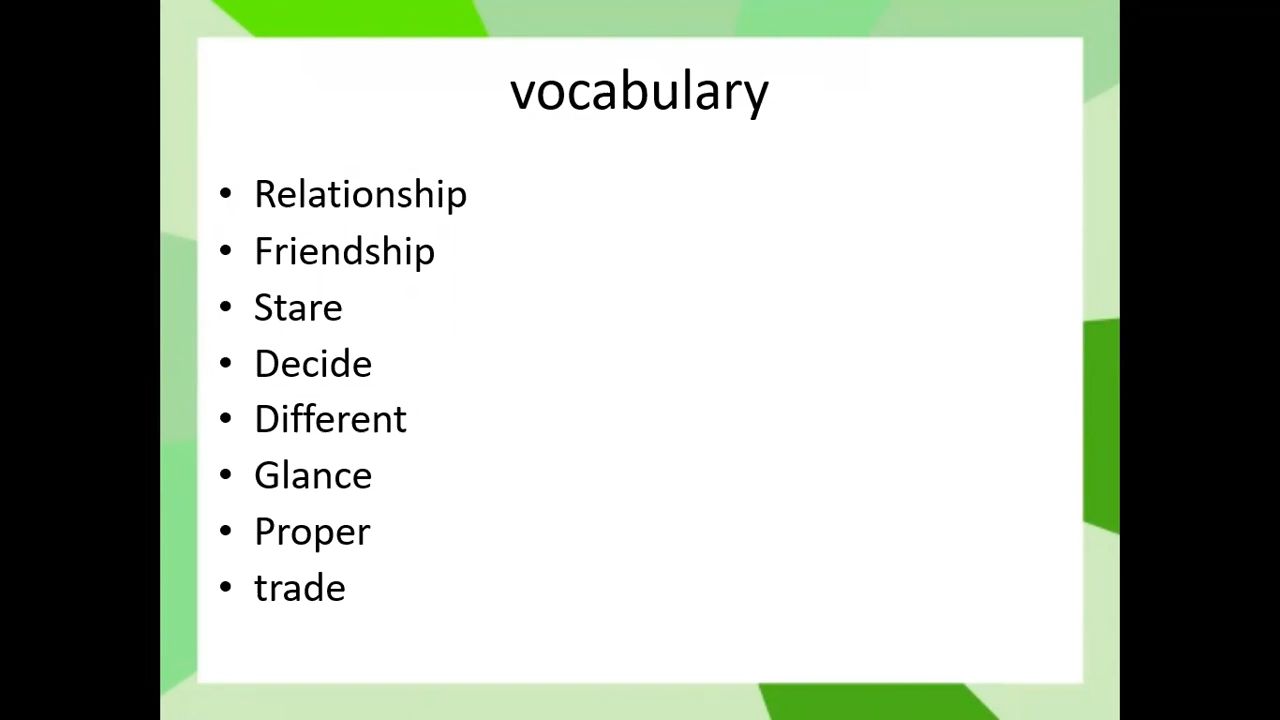 vocabulary
• Relationship
• Friendship
• Stare
• Decide
• Different
• Glance
• Proper
• trade